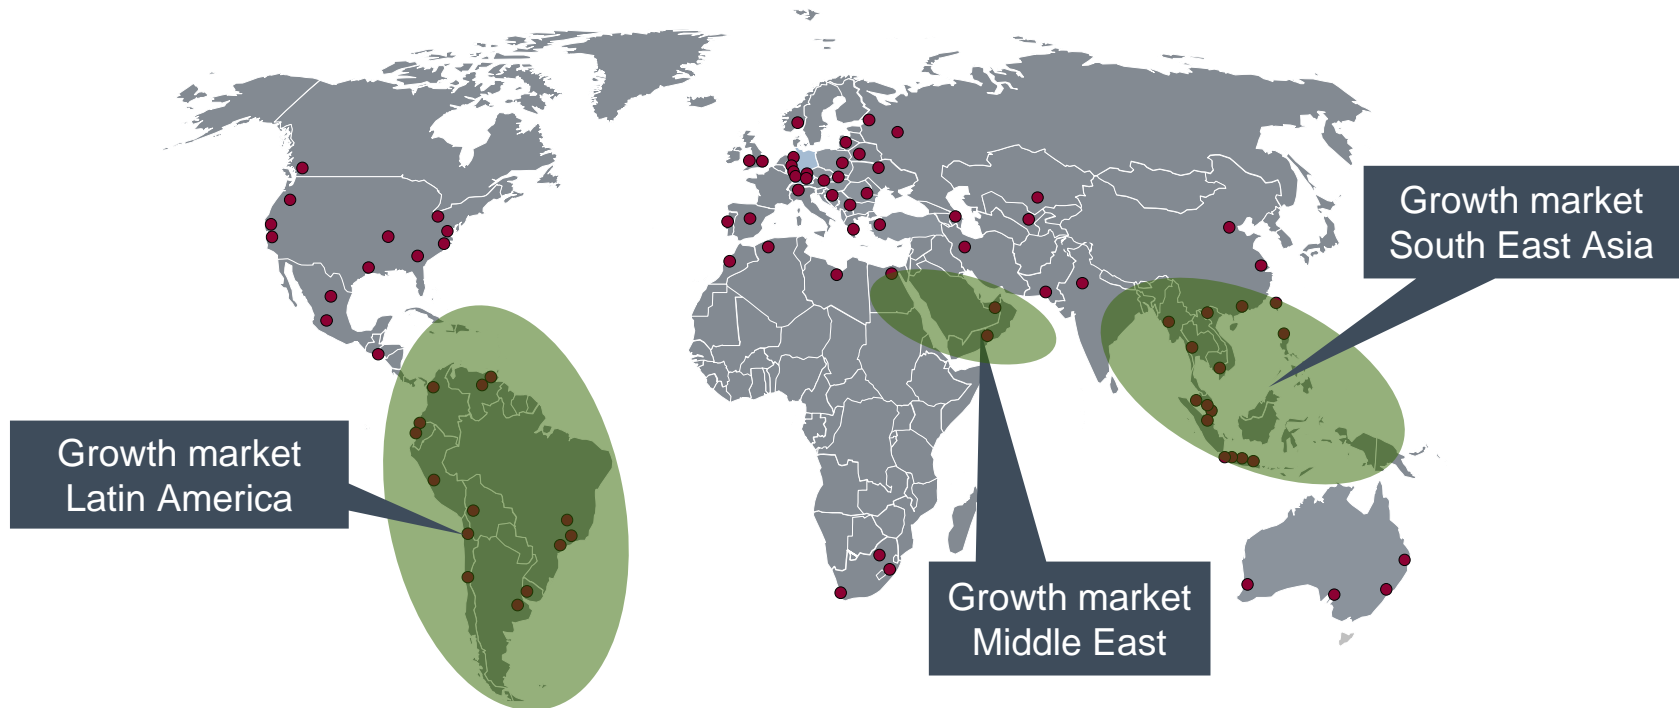 Growth market
South East Asia
Growth market
Latin America
Growth market
Middle East